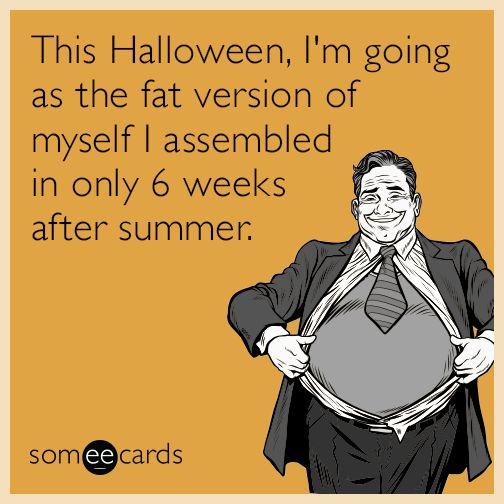 This Halloween, I'm going
as the fat version of
myself I assembled
in only 6 weeks
after summer.
someecards